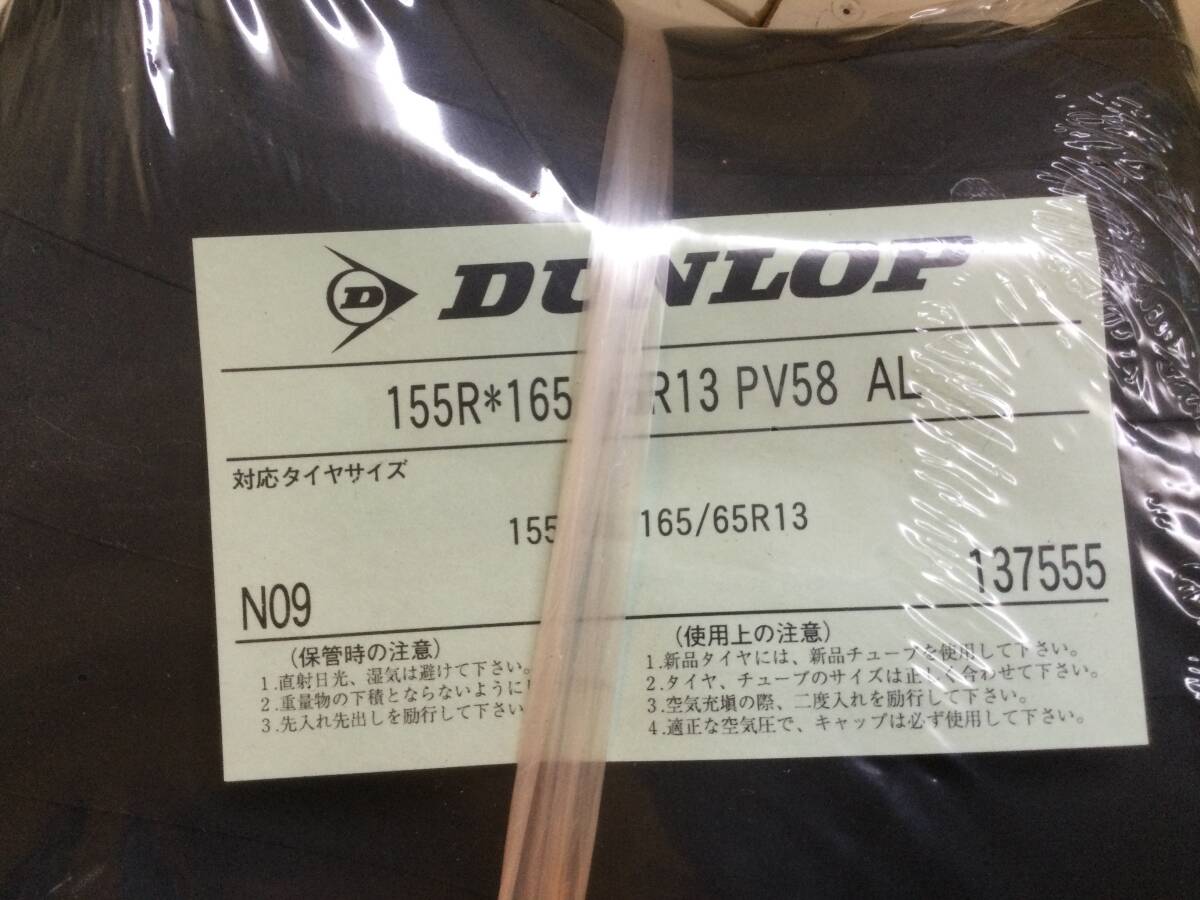 D DUNLOP
155R*165 R13 PV58 AL
対応タイヤサイズ
155 165/65R13
N09 137555
(保管時の注意)
1.直射日光、湿気は避けて下さい。
2.重量物の下積とならないように
3.先入れ先出しを励行して下さい
(使用上の注意)
1.新品タイヤには、新品チューブを使用して下さい。
2.タイヤ、チューブのサイズは正しく合わせて下さい。
3.空気充塡の際、二度入れを励行して下さい。
4.適正な空気圧で、キャップは必ず使用して下さい。